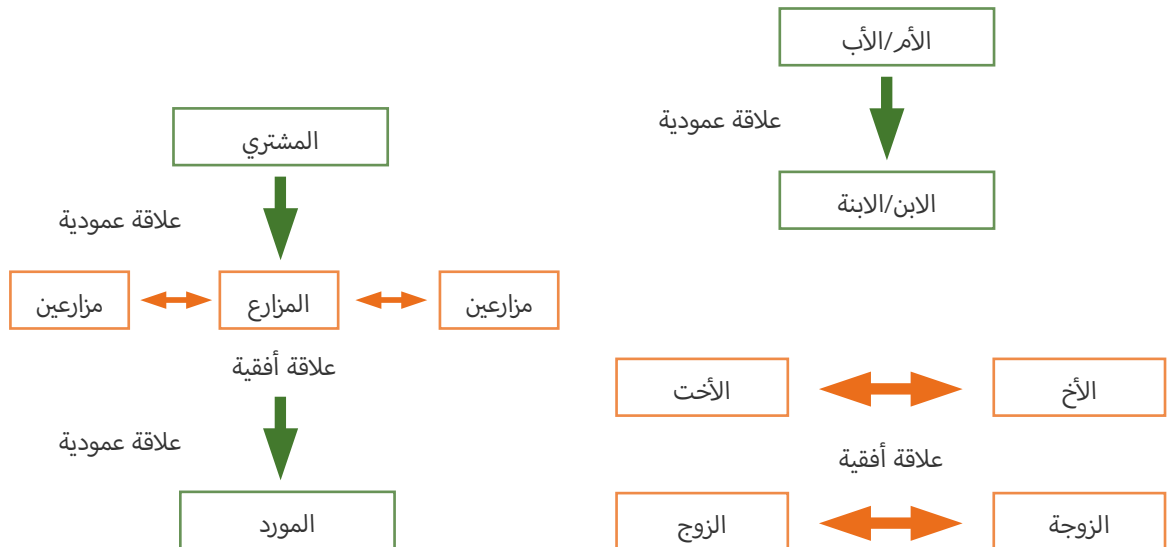 الأم/الأب
علاقة عمودية
الابن/الابنة
المشتري
علاقة عمودية
مزارعين المزارع مزارعين
علاقة أفقية
علاقة عمودية
المورد
الأخ الأخت
علاقة أفقية
الزوجة الزوج